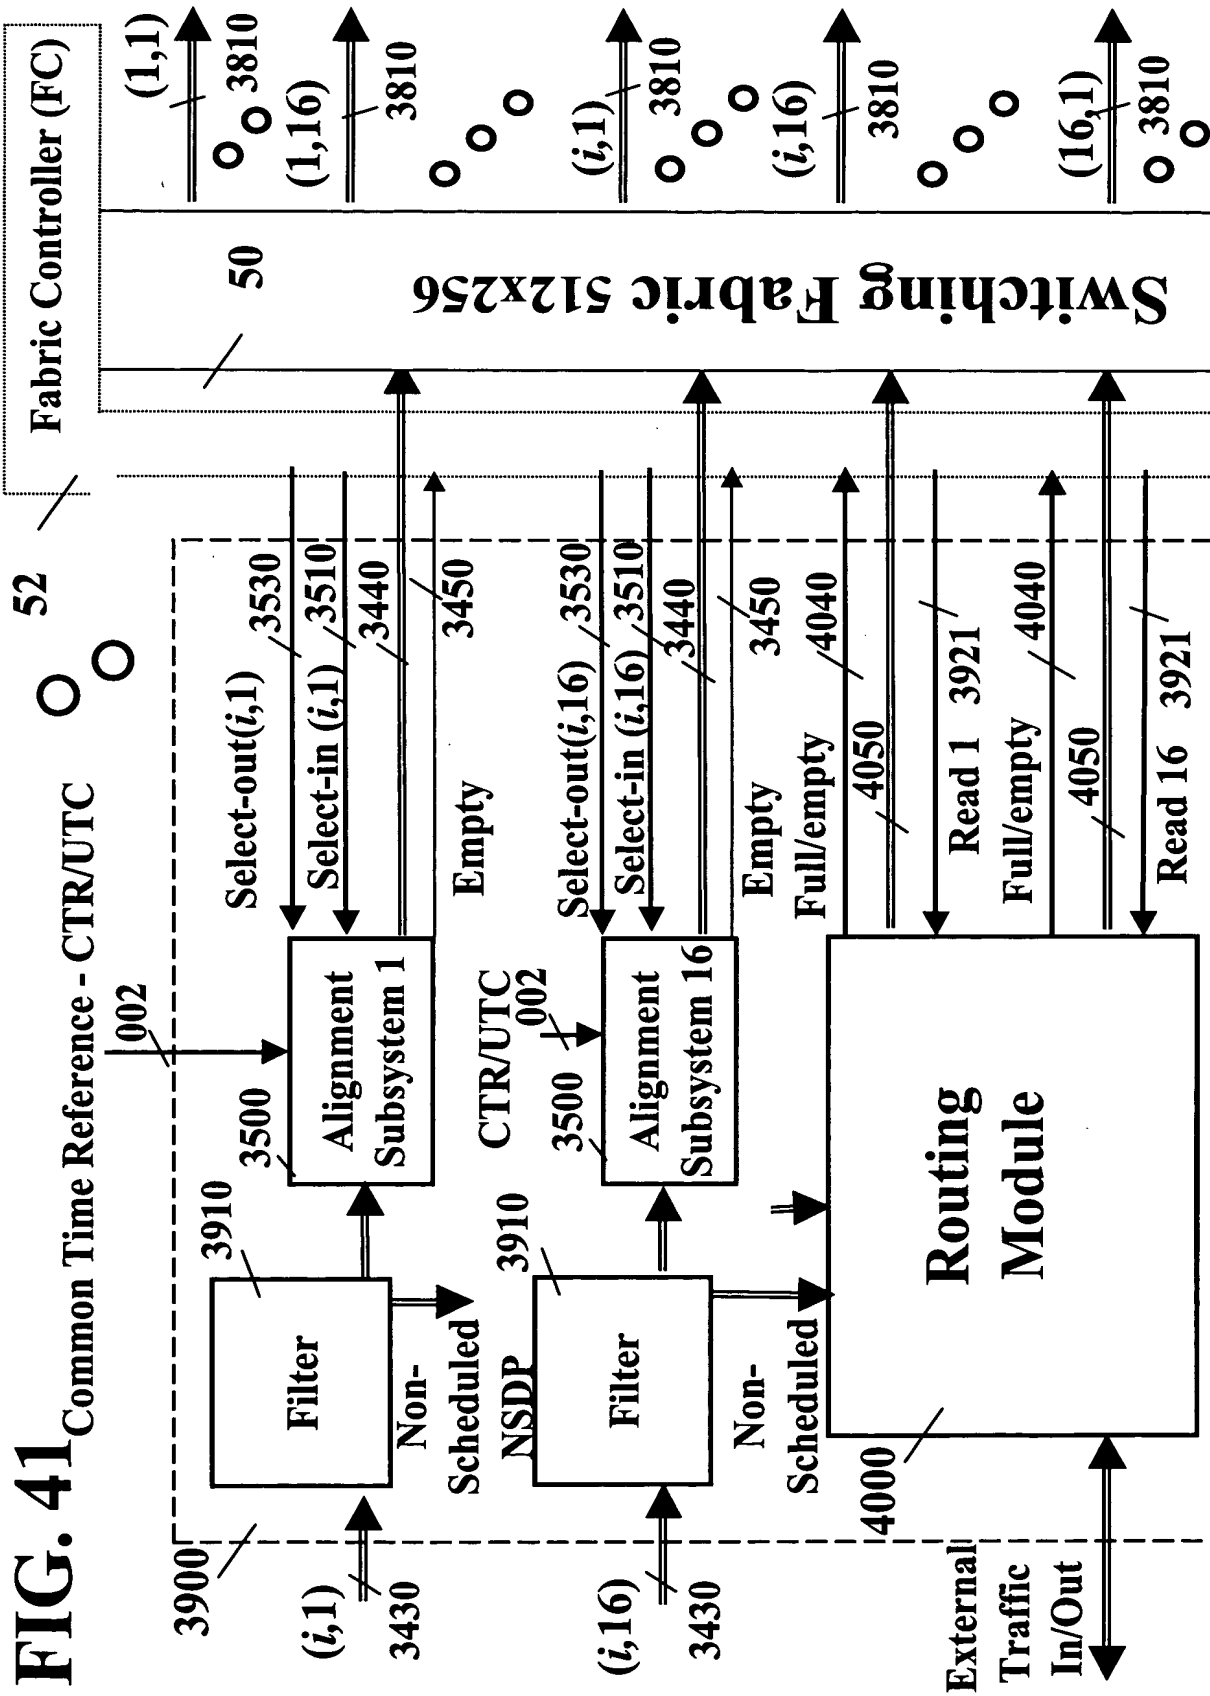 FIG. 41
Common Time Reference - CTR/UTC
52
Fabric Controller (FC)
3900
002
(i,1)
3430
Filter
3910
Non-
Scheduled
NSDP
3500
Alignment
Subsystem 1
Select-out(i,1)
3530
Select-in (i,1)
3510
3440
Empty
3450
50
Switching Fabric 512x256
(1,1)
3810
(1,16)
3810
(i,1)
3810
(i,16)
3810
(16,1)
3810
(i,16)
3430
Filter
3910
Non-
Scheduled
CTR/UTC
002
3500
Alignment
Subsystem 16
Select-out(i,16)
3530
Select-in (i,16)
3510
3440
Empty
3450
4000
Routing
Module
Full/empty
4040
4050
Read 1
3921
Full/empty
4040
4050
Read 16
3921
External
Traffic
In/Out